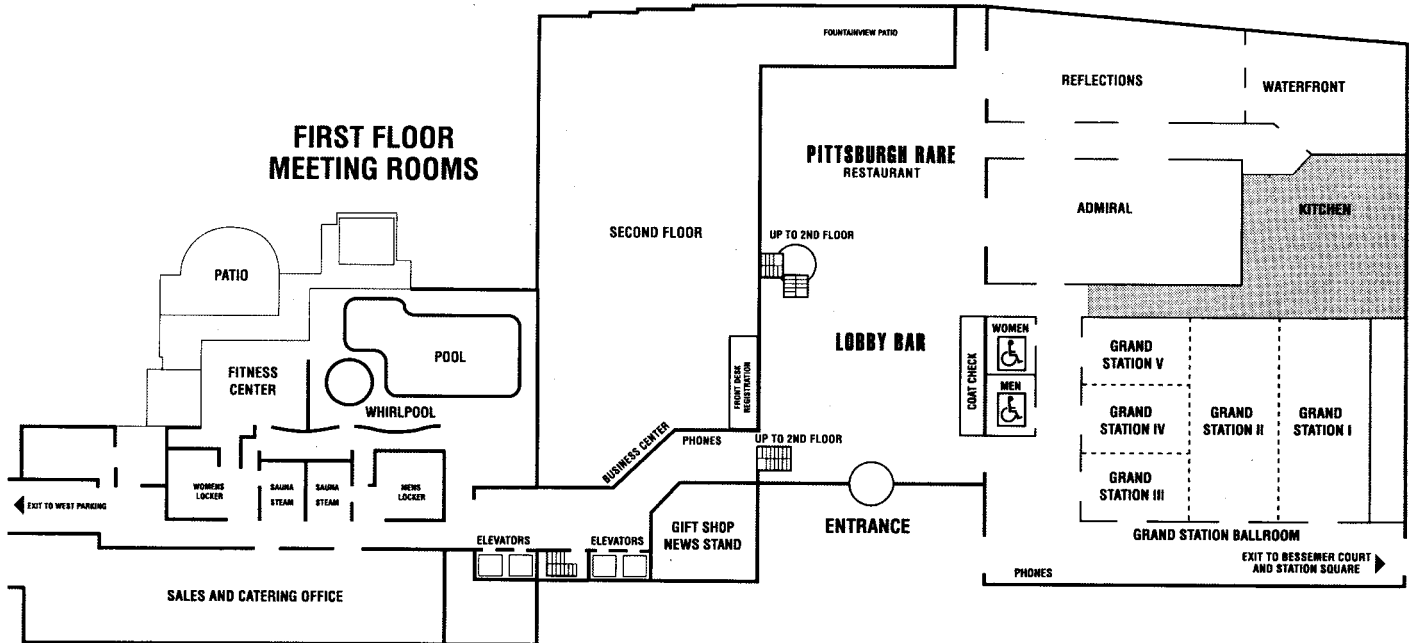 FOUNTAINVIEW PATIO
REFLECTIONS
WATERFRONT
FIRST FLOOR
MEETING ROOMS
PITTSBURGH RARE
RESTAURANT
ADMIRAL
KITCHEN
SECOND FLOOR
UP TO 2ND FLOOR
PATIO
POOL
LOBBY BAR
WOMEN
MEN
COAT CHECK
FRONT DESK
REGISTRATION
GRAND
STATION V
FITNESS
CENTER
WHIRLPOOL
GRAND
STATION IV
GRAND
STATION II
GRAND
STATION I
PHONES
UP TO 2ND FLOOR
BUSINESS CENTER
WOMENS
LOCKER
SAUNA
STEAM
SAUNA
STEAM
MENS
LOCKER
GRAND
STATION III
EXIT TO WEST PARKING
ENTRANCE
GIFT SHOP
NEWS STAND
ELEVATORS
ELEVATORS
GRAND STATION BALLROOM
EXIT TO BESSEMER COURT
AND STATION SQUARE
PHONES
SALES AND CATERING OFFICE